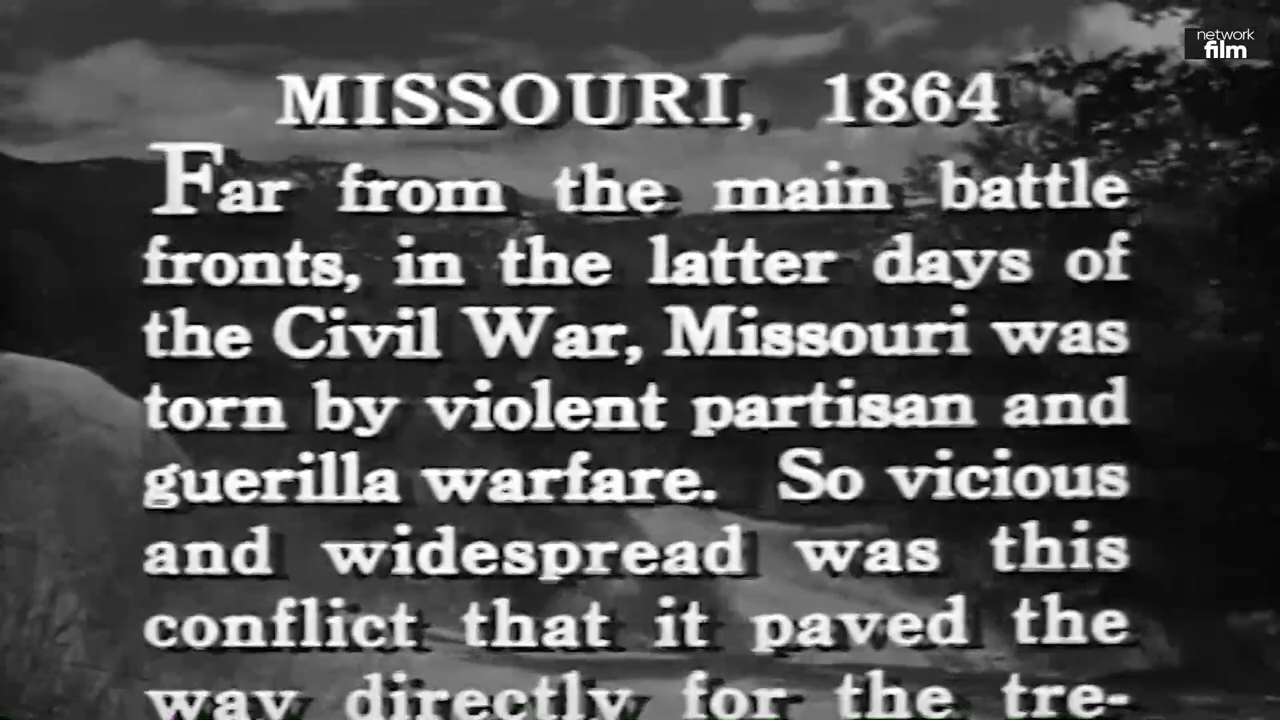 network
film
MISSOURI, 1864
Far from the main battle
fronts, in the latter days of
the Civil War, Missouri was
torn by violent partisan and
guerilla warfare. So vicious
and widespread was this
conflict that it paved the
way directly for the tre-